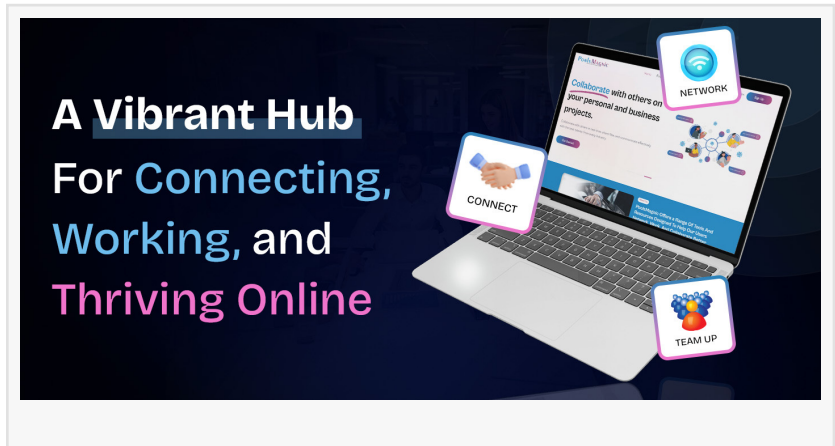 A Vibrant Hub
For Connecting,
Working, and
Thriving Online
NETWORK
CONNECT
TEAM UP
Collaborate with others on
your personal and business
projects.